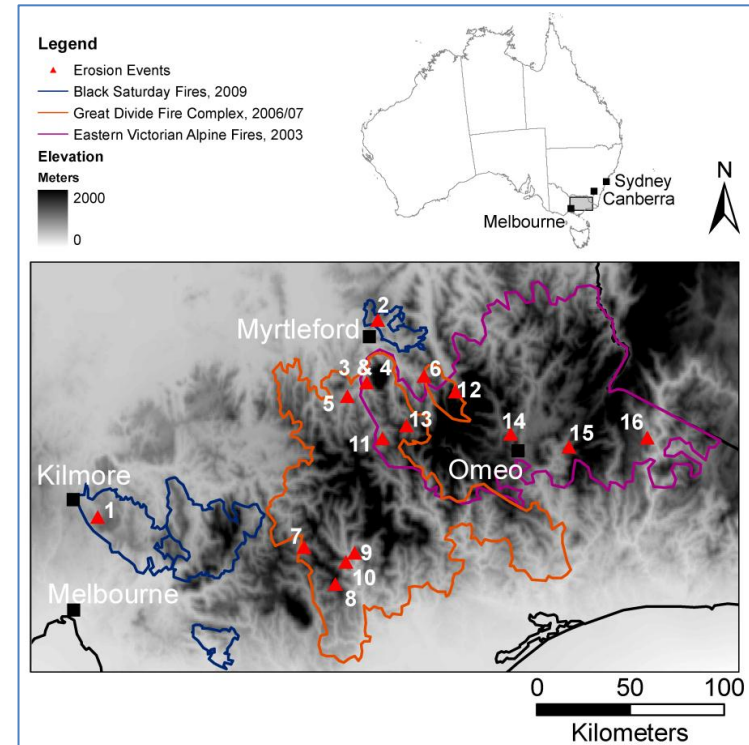 Legend
Erosion Events
Black Saturday Fires, 2009
Great Divide Fire Complex, 2006/07
Eastern Victorian Alpine Fires, 2003
Elevation
Meters
2000
0
Sydney
Canberra
Melbourne
N
2
Myrtleford
3 & 4
6
5
12
13
11
14
15
16
Omeo
Kilmore
1
7
9
10
8
Melbourne
0 50 100
Kilometers